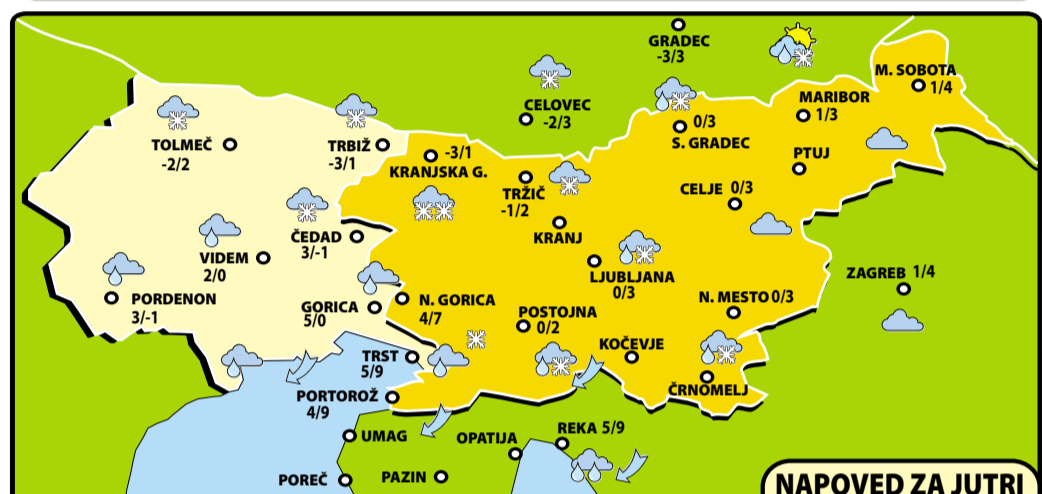 GRADEC
-3/3
M. SOBOTA
1/4
CELOVEC
-2/3
MARIBOR
1/3
0/3
S. GRADEC
TOLMEČ
-2/2
TRBIŽ
-3/1
-3/1
KRANJSKA G.
PTUJ
TRŽIČ
-1/2
CELJE 0/3
KRANJ
ČEDAD
3/-1
VIDEM
2/0
LJUBLJANA
0/3
ZAGREB 1/4
PORDENON
3/-1
GORICA
5/0
N. GORICA
4/7
N. MESTO 0/3
POSTOJNA
0/2
KOČEVJE
TRST
5/9
ČRNOMELJ
PORTOROŽ
4/9
UMAG
OPATIJA
REKA 5/9
POREČ
PAZIN
NAPOVED ZA JUTRI